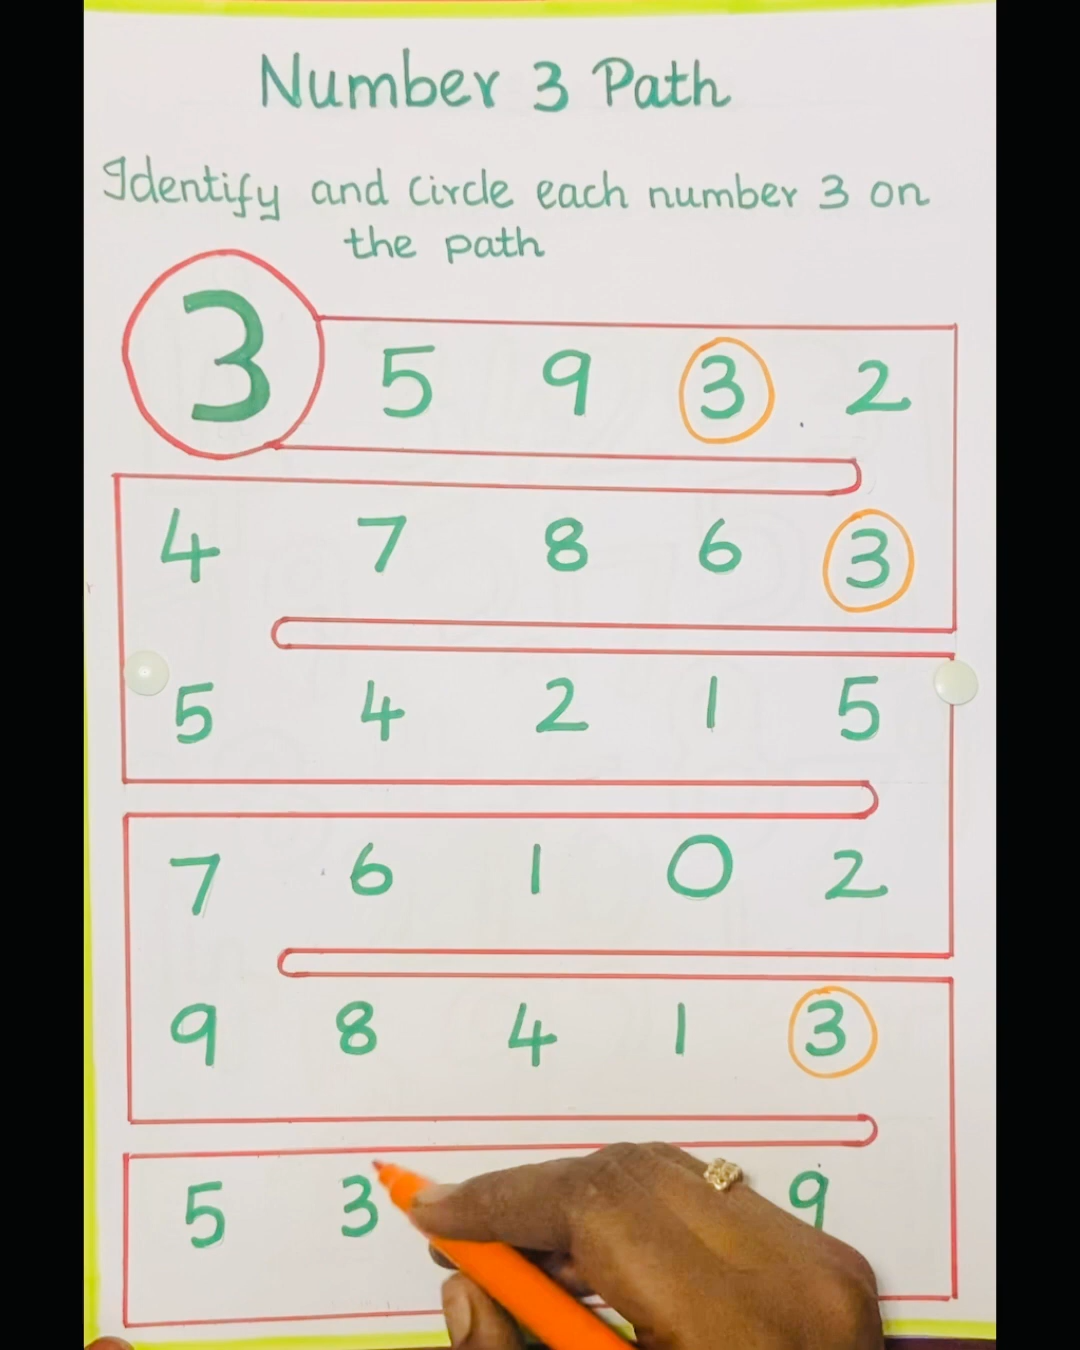 Number 3 Path
Identify and Circle each number 3 on
the path
3 5 9 3 2
4 7 8 6 3
5 4 2 1 5
7 6 1 0 2
9 8 4 1 3
5 3 9